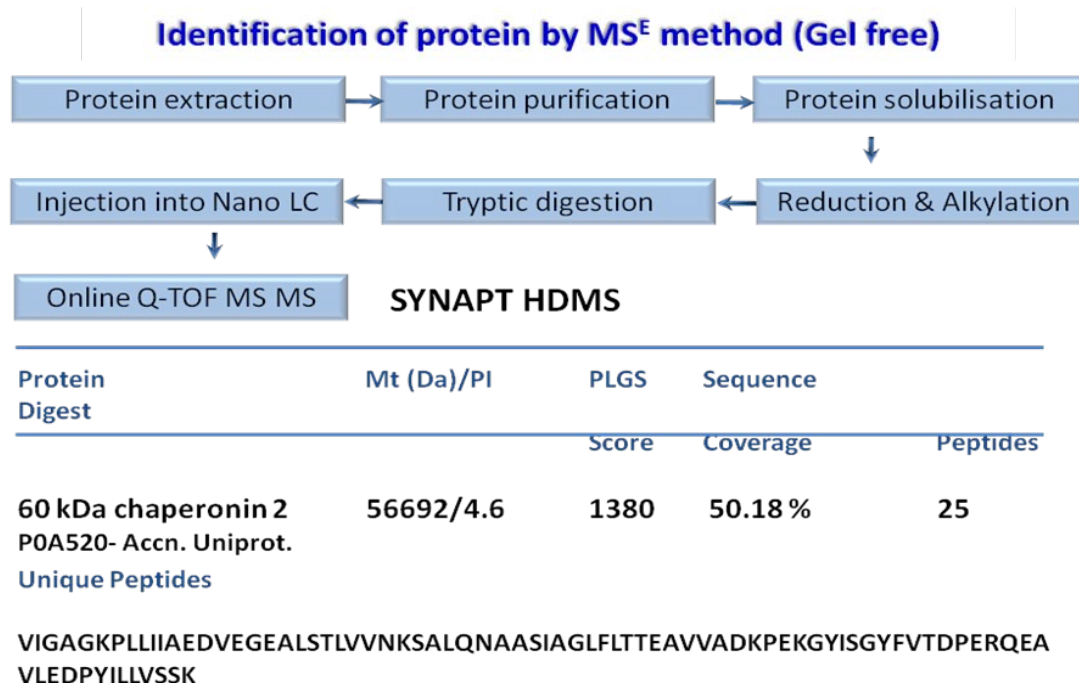 Identification of protein by MSᴱ method (Gel free)
Protein extraction
Protein purification
Protein solubilisation
Injection into Nano LC
Tryptic digestion
Reduction & Alkylation
Online Q-TOF MS MS
SYNAPT HDMS
Protein Mt (Da)/PI PLGS Sequence
Digest
Score Coverage Peptides
60 kDa chaperonin 2 56692/4.6 1380 50.18 % 25
P0A520- Accn. Uniprot.
Unique Peptides
VIGAGKPLLIIAEDVEGEALSTLVVNKSALQNAASIAGLFLTTEAVVADKPEKGYISGYFVTDPERQEA
VLEDPYILLVSSK